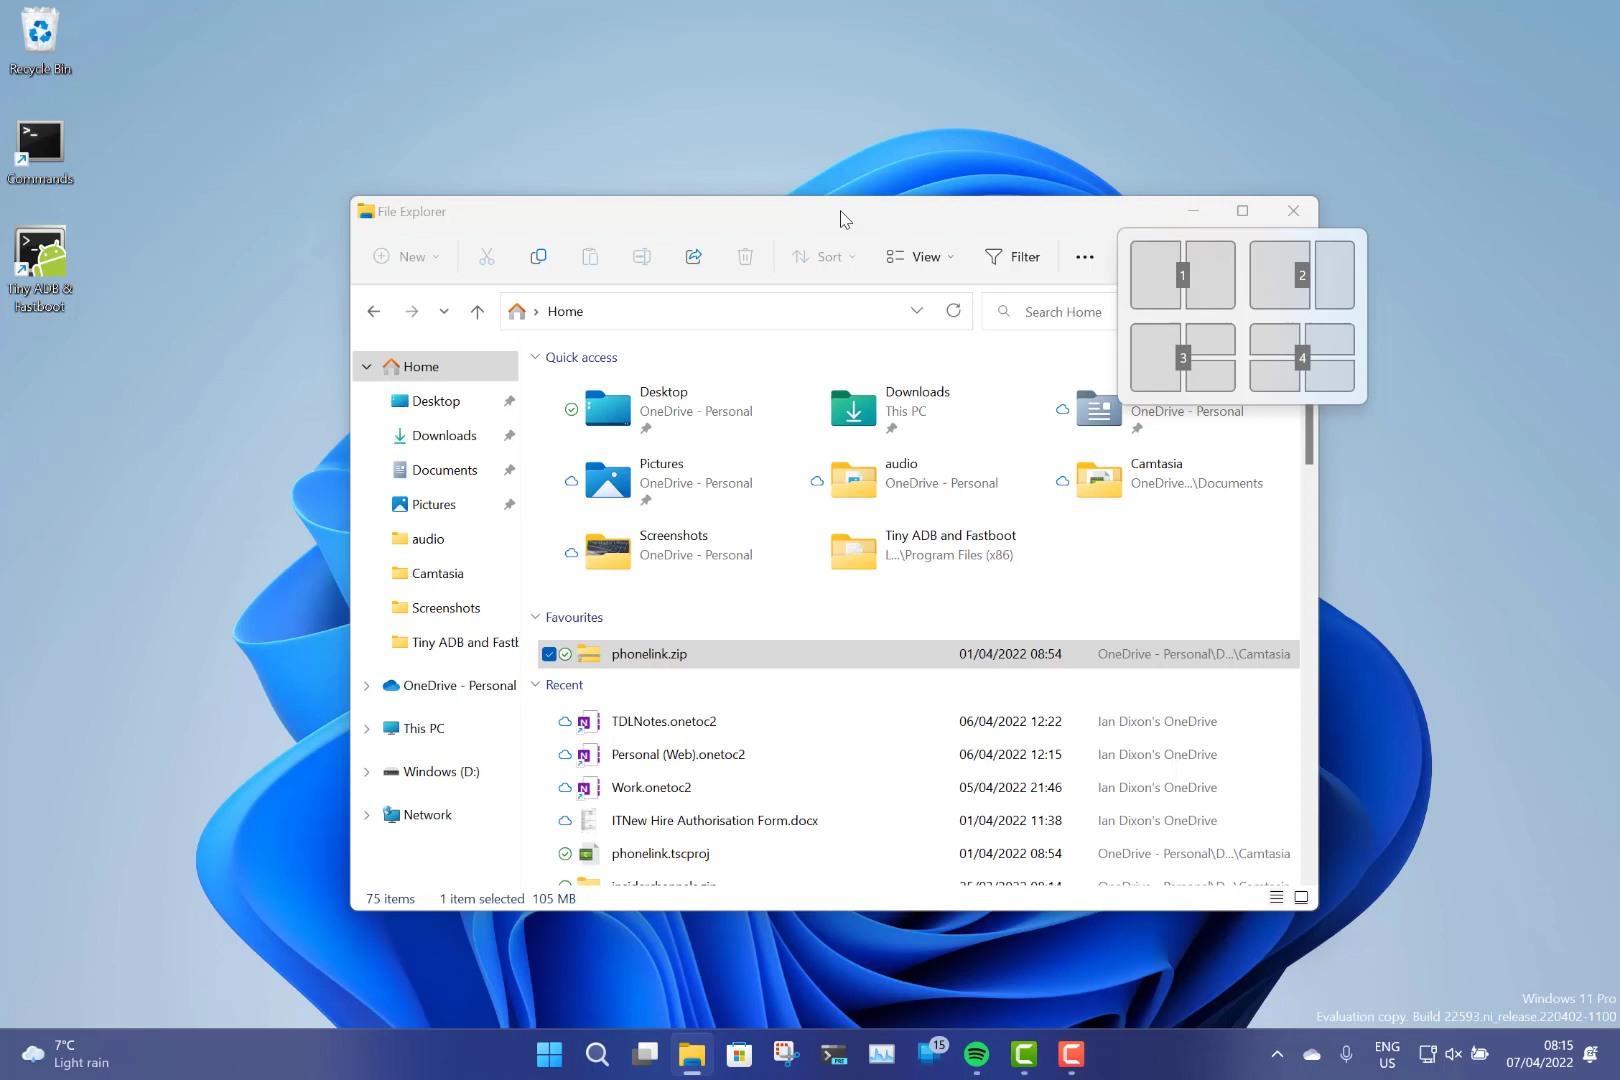 Recycle Bin
Commands
Tiny ADB &
Fastboot
File Explorer
New
Sort
View
Filter
Home
Search Home
1
2
3
4
Home
Desktop
Downloads
Documents
Pictures
audio
Camtasia
Screenshots
Tiny ADB and Fastb
OneDrive - Personal
This PC
Windows (D:)
Network
Quick access
Desktop
OneDrive - Personal
Downloads
This PC
OneDrive - Personal
Pictures
OneDrive - Personal
audio
OneDrive - Personal
Camtasia
OneDrive...\Documents
Screenshots
OneDrive - Personal
Tiny ADB and Fastboot
L...\Program Files (x86)
Favourites
phonelink.zip 01/04/2022 08:54 OneDrive - Personal\D...\Camtasia
Recent
TDLNotes.onetoc2 06/04/2022 12:22 Ian Dixon's OneDrive
Personal (Web).onetoc2 06/04/2022 12:15 Ian Dixon's OneDrive
Work.onetoc2 05/04/2022 21:46 Ian Dixon's OneDrive
ITNew Hire Authorisation Form.docx 01/04/2022 11:38 Ian Dixon's OneDrive
phonelink.tscproj 01/04/2022 08:54 OneDrive - Personal\D...\Camtasia
75 items 1 item selected 105 MB
Windows 11 Pro
Evaluation copy. Build 22593.ni_release.220402-1100
7°C
Light rain
PRE
15
ENG
US
08:15
07/04/2022